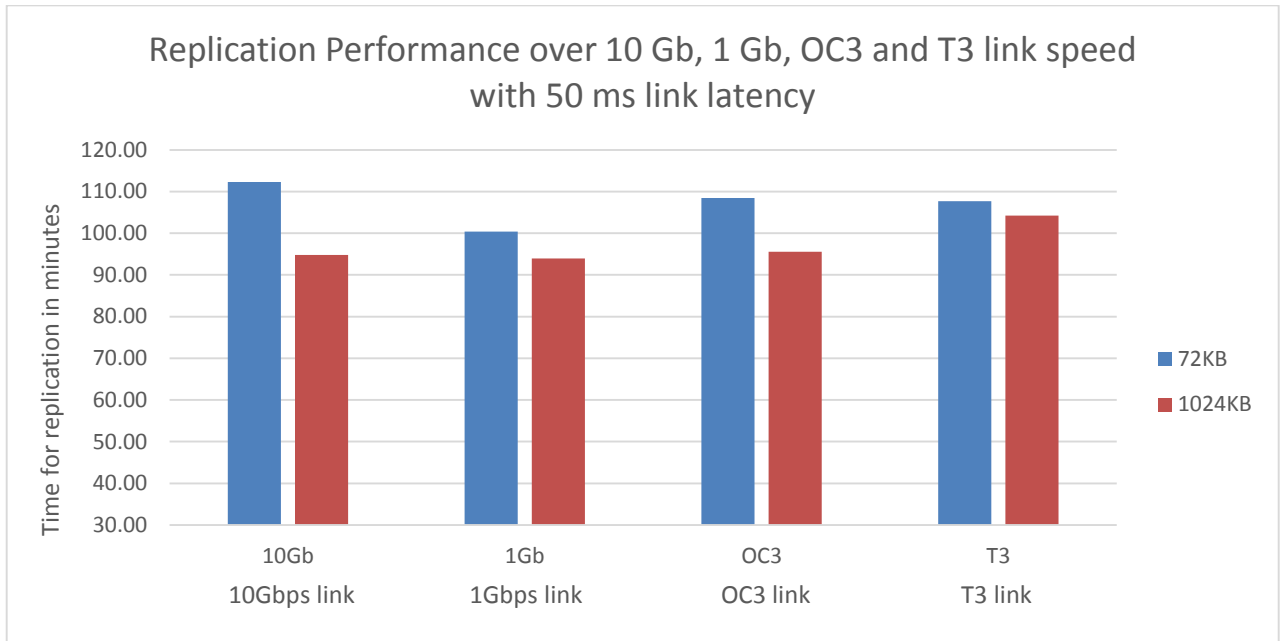 Replication Performance over 10 Gb, 1 Gb, OC3 and T3 link speed
with 50 ms link latency
Time for replication in minutes
120.00
110.00
100.00
90.00
80.00
70.00
60.00
50.00
40.00
30.00
72KB
1024KB
10Gb 1Gb OC3 T3
10Gbps link 1Gbps link OC3 link T3 link